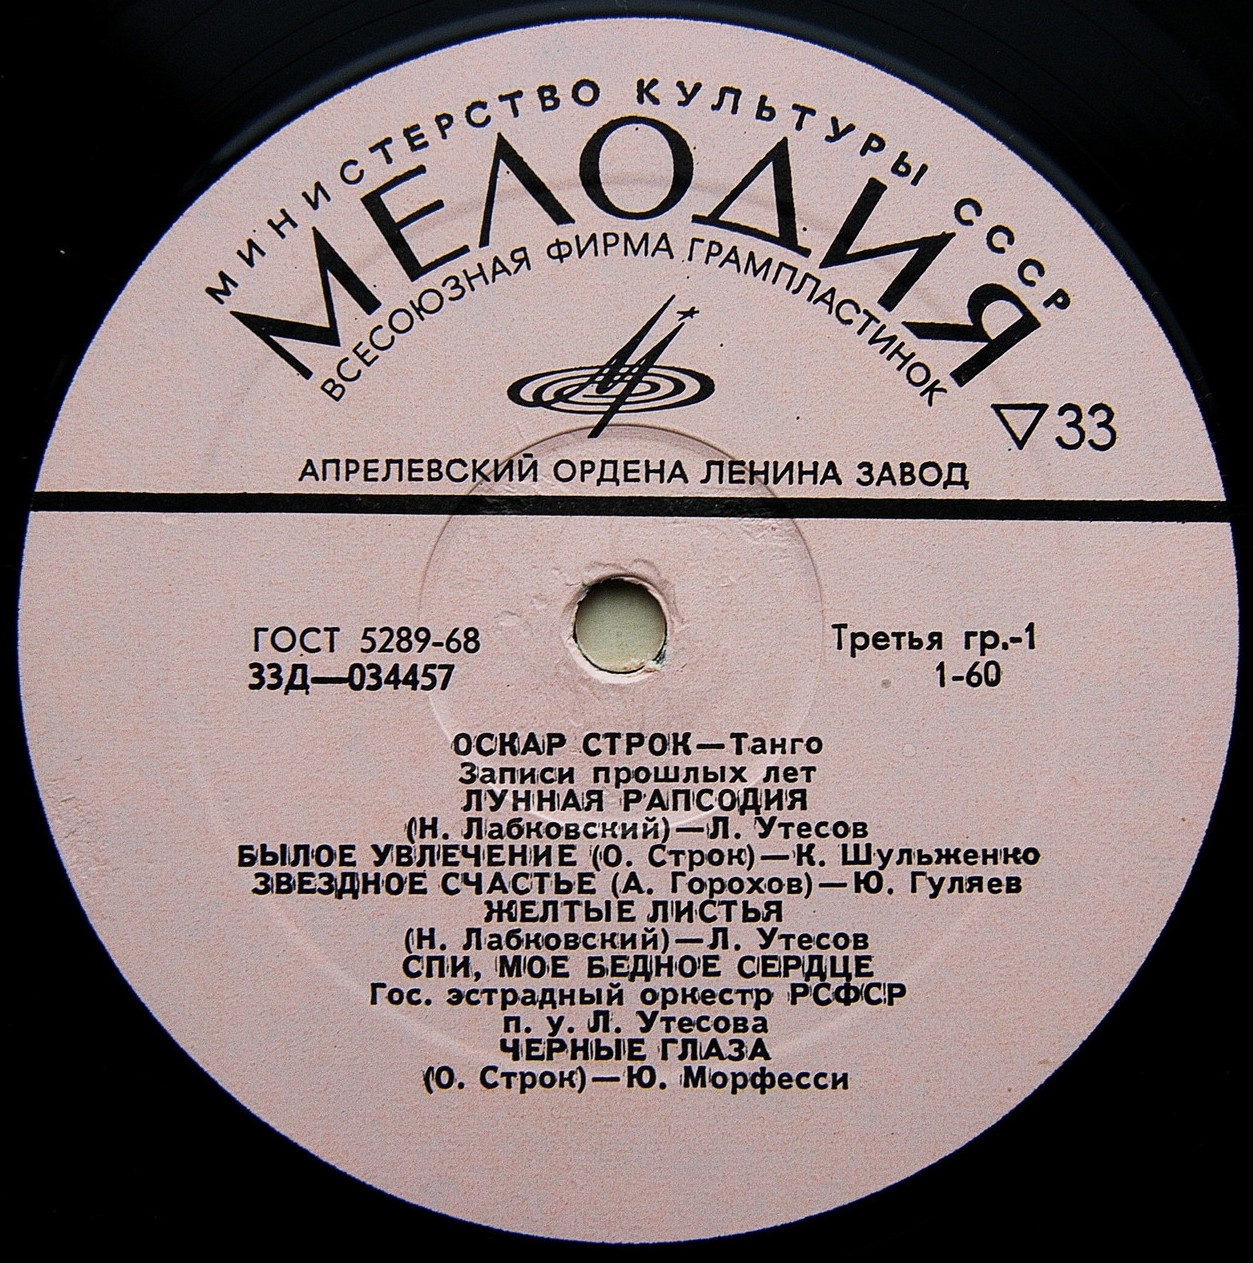 МИНИСТЕРСТВО КУЛЬТУРЫ СССР
МЕЛОДИЯ
ВСЕСОЮЗНАЯ ФИРМА ГРАМПЛАСТИНОК
▽33
АПРЕЛЕВСКИЙ ОРДЕНА ЛЕНИНА ЗАВОД
ГОСТ 5289-68
Третья гр.-1
33Д—034457
1-60
ОСКАР СТРОК—Танго
Записи прошлых лет
ЛУННАЯ РАПСОДИЯ
(Н. Лабковский)—Л. Утесов
БЫЛОЕ УВЛЕЧЕНИЕ (О. Строк)—К. Шульженко
ЗВЕЗДНОЕ СЧАСТЬЕ (А. Горохов)—Ю. Гуляев
ЖЕЛТЫЕ ЛИСТЬЯ
(Н. Лабковский)—Л. Утесов
СПИ, МОЕ БЕДНОЕ СЕРДЦЕ
Гос. эстрадный оркестр РСФСР
п. у. Л. Утесова
ЧЕРНЫЕ ГЛАЗА
(О. Строк)—Ю. Морфесси